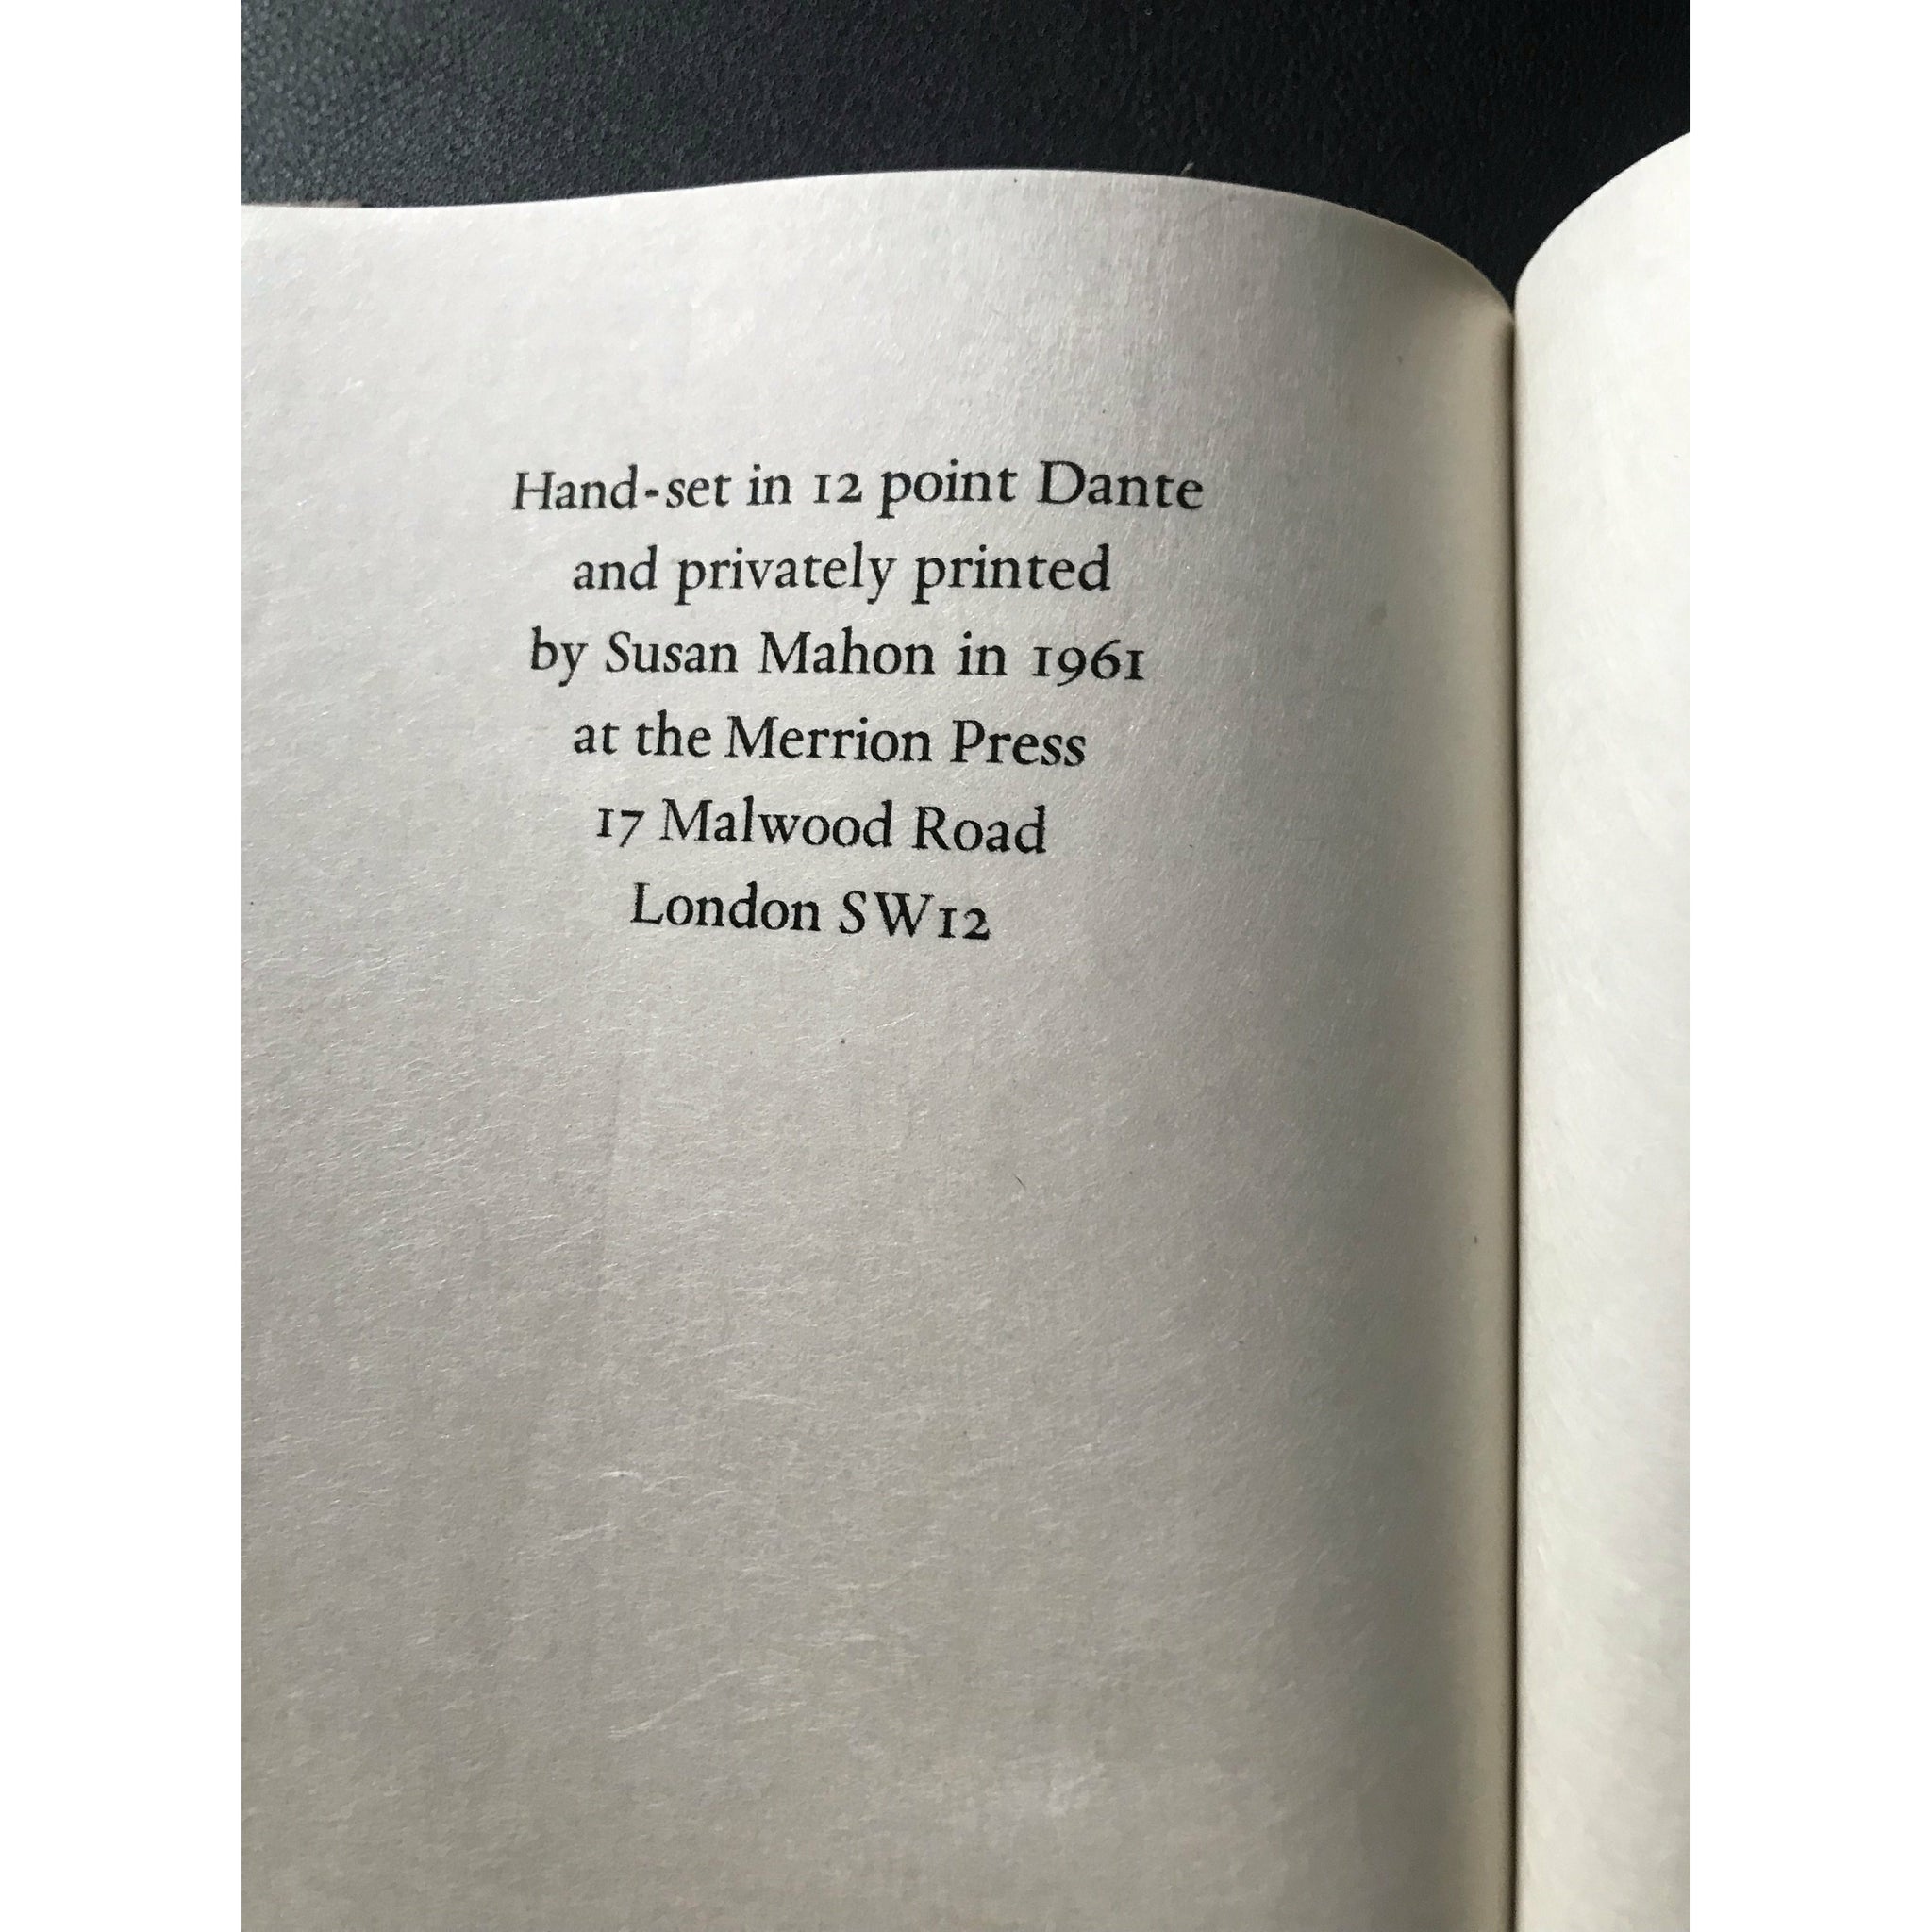 Hand-set in 12 point Dante
and privately printed
by Susan Mahon in 1961
at the Merrion Press
17 Malwood Road
London SW12